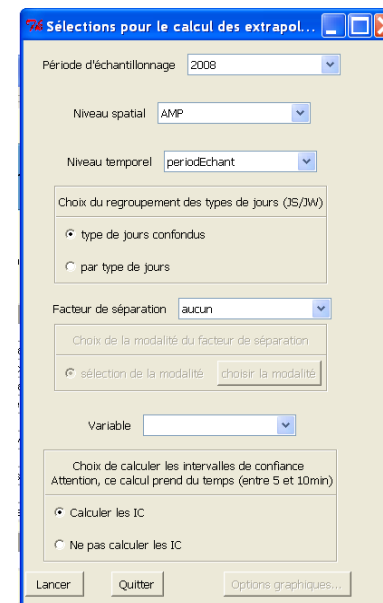 Sélections pour le calcul des extrapol...
Période d'échantillonnage 2008
Niveau spatial AMP
Niveau temporel periodEchant
Choix du regroupement des types de jours (JS/JW)
type de jours confondus
par type de jours
Facteur de séparation aucun
Choix de la modalité du facteur de séparation
sélection de la modalité choisir la modalité
Variable
Choix de calculer les intervalles de confiance
Attention, ce calcul prend du temps (entre 5 et 10min)
Calculer les IC
Ne pas calculer les IC
Lancer Quitter Options graphiques...